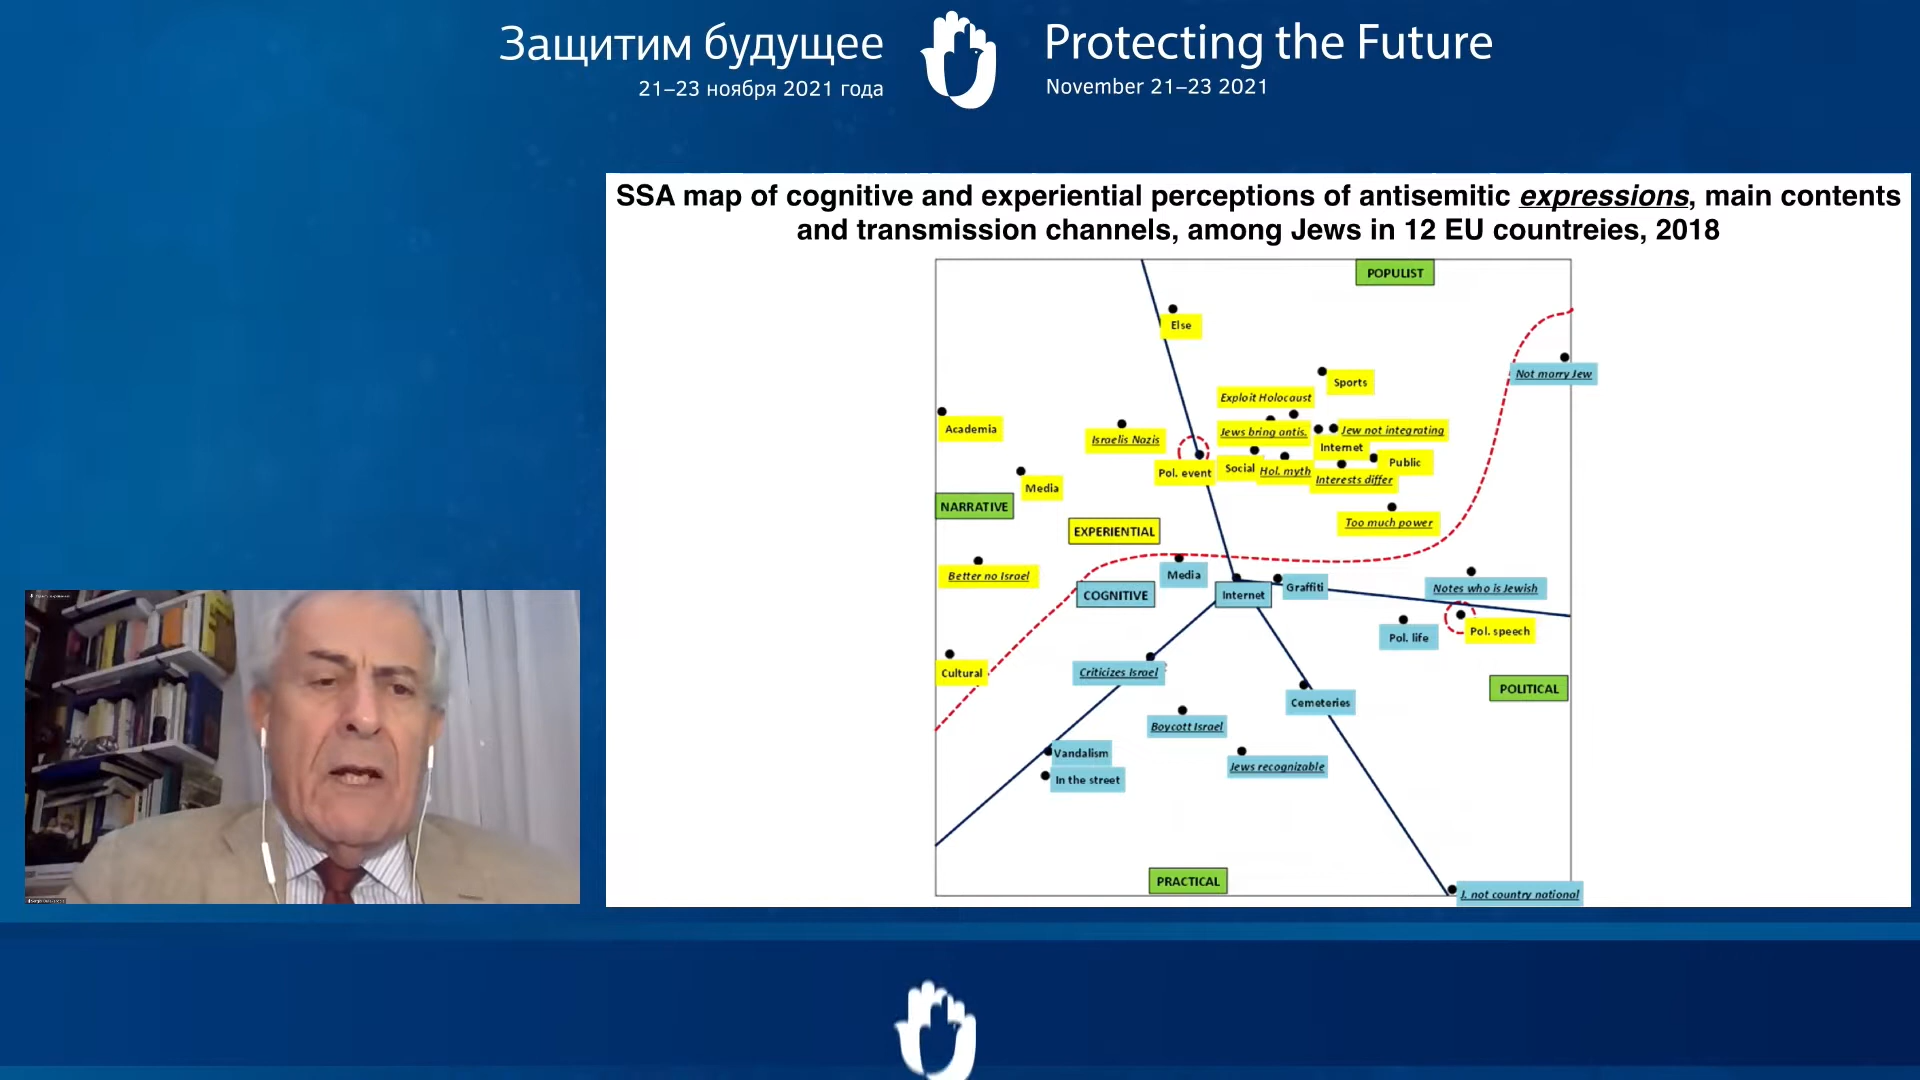 Защитим будущее
21–23 ноября 2021 года
Protecting the Future
November 21–23 2021
SSA map of cognitive and experiential perceptions of antisemitic expressions, main contents
and transmission channels, among Jews in 12 EU countreies, 2018
POPULIST
Else
Not marry Jew
Sports
Exploit Holocaust
Academia
Israelis Nazis
Jews bring antis.
Jew not integrating
Internet
Pol. event
Social
Hol. myth
Public
Interests differ
Media
NARRATIVE
Too much power
EXPERIENTIAL
Better no Israel
Media
COGNITIVE
Internet
Graffiti
Notes who is Jewish
Pol. life
Pol. speech
Cultural
Criticizes Israel
POLITICAL
Cemeteries
Boycott Israel
Vandalism
Jews recognizable
In the street
PRACTICAL
J. not country national